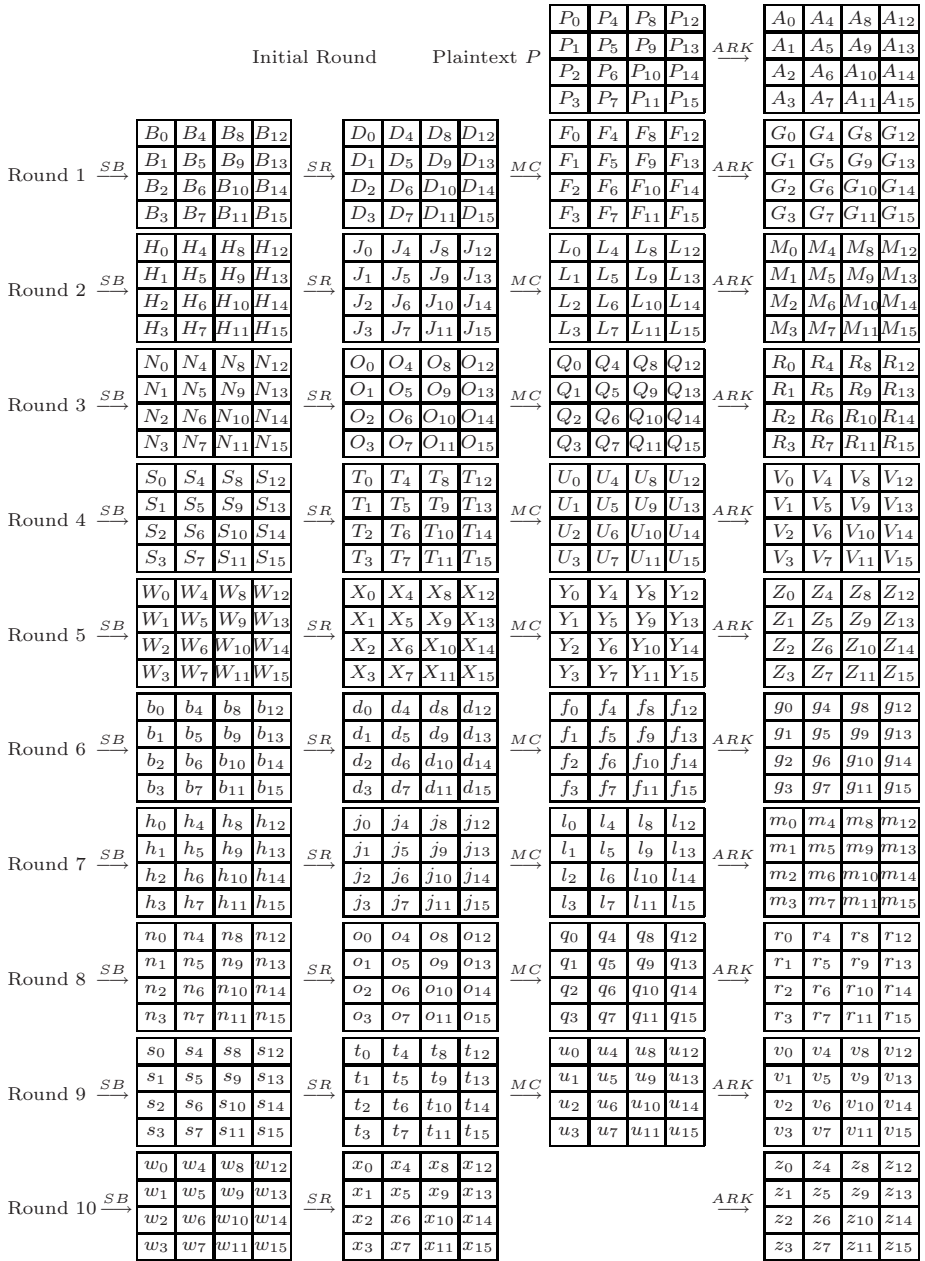 P₀ P₄ P₈ P₁₂ A₀ A₄ A₈ A₁₂
Initial Round Plaintext P P₁ P₅ P₉ P₁₃ ARK⟶ A₁ A₅ A₉ A₁₃
P₂ P₆ P₁₀ P₁₄ A₂ A₆ A₁₀ A₁₄
P₃ P₇ P₁₁ P₁₅ A₃ A₇ A₁₁ A₁₅
B₀ B₄ B₈ B₁₂ D₀ D₄ D₈ D₁₂ F₀ F₄ F₈ F₁₂ G₀ G₄ G₈ G₁₂
Round 1 SB⟶ B₁ B₅ B₉ B₁₃ SR⟶ D₁ D₅ D₉ D₁₃ MC⟶ F₁ F₅ F₉ F₁₃ ARK⟶ G₁ G₅ G₉ G₁₃
B₂ B₆ B₁₀ B₁₄ D₂ D₆ D₁₀ D₁₄ F₂ F₆ F₁₀ F₁₄ G₂ G₆ G₁₀ G₁₄
B₃ B₇ B₁₁ B₁₅ D₃ D₇ D₁₁ D₁₅ F₃ F₇ F₁₁ F₁₅ G₃ G₇ G₁₁ G₁₅
H₀ H₄ H₈ H₁₂ J₀ J₄ J₈ J₁₂ L₀ L₄ L₈ L₁₂ M₀ M₄ M₈ M₁₂
Round 2 SB⟶ H₁ H₅ H₉ H₁₃ SR⟶ J₁ J₅ J₉ J₁₃ MC⟶ L₁ L₅ L₉ L₁₃ ARK⟶ M₁ M₅ M₉ M₁₃
H₂ H₆ H₁₀ H₁₄ J₂ J₆ J₁₀ J₁₄ L₂ L₆ L₁₀ L₁₄ M₂ M₆ M₁₀ M₁₄
H₃ H₇ H₁₁ H₁₅ J₃ J₇ J₁₁ J₁₅ L₃ L₇ L₁₁ L₁₅ M₃ M₇ M₁₁ M₁₅
N₀ N₄ N₈ N₁₂ O₀ O₄ O₈ O₁₂ Q₀ Q₄ Q₈ Q₁₂ R₀ R₄ R₈ R₁₂
Round 3 SB⟶ N₁ N₅ N₉ N₁₃ SR⟶ O₁ O₅ O₉ O₁₃ MC⟶ Q₁ Q₅ Q₉ Q₁₃ ARK⟶ R₁ R₅ R₉ R₁₃
N₂ N₆ N₁₀ N₁₄ O₂ O₆ O₁₀ O₁₄ Q₂ Q₆ Q₁₀ Q₁₄ R₂ R₆ R₁₀ R₁₄
N₃ N₇ N₁₁ N₁₅ O₃ O₇ O₁₁ O₁₅ Q₃ Q₇ Q₁₁ Q₁₅ R₃ R₇ R₁₁ R₁₅
S₀ S₄ S₈ S₁₂ T₀ T₄ T₈ T₁₂ U₀ U₄ U₈ U₁₂ V₀ V₄ V₈ V₁₂
Round 4 SB⟶ S₁ S₅ S₉ S₁₃ SR⟶ T₁ T₅ T₉ T₁₃ MC⟶ U₁ U₅ U₉ U₁₃ ARK⟶ V₁ V₅ V₉ V₁₃
S₂ S₆ S₁₀ S₁₄ T₂ T₆ T₁₀ T₁₄ U₂ U₆ U₁₀ U₁₄ V₂ V₆ V₁₀ V₁₄
S₃ S₇ S₁₁ S₁₅ T₃ T₇ T₁₁ T₁₅ U₃ U₇ U₁₁ U₁₅ V₃ V₇ V₁₁ V₁₅
W₀ W₄ W₈ W₁₂ X₀ X₄ X₈ X₁₂ Y₀ Y₄ Y₈ Y₁₂ Z₀ Z₄ Z₈ Z₁₂
Round 5 SB⟶ W₁ W₅ W₉ W₁₃ SR⟶ X₁ X₅ X₉ X₁₃ MC⟶ Y₁ Y₅ Y₉ Y₁₃ ARK⟶ Z₁ Z₅ Z₉ Z₁₃
W₂ W₆ W₁₀ W₁₄ X₂ X₆ X₁₀ X₁₄ Y₂ Y₆ Y₁₀ Y₁₄ Z₂ Z₆ Z₁₀ Z₁₄
W₃ W₇ W₁₁ W₁₅ X₃ X₇ X₁₁ X₁₅ Y₃ Y₇ Y₁₁ Y₁₅ Z₃ Z₇ Z₁₁ Z₁₅
b₀ b₄ b₈ b₁₂ d₀ d₄ d₈ d₁₂ f₀ f₄ f₈ f₁₂ g₀ g₄ g₈ g₁₂
Round 6 SB⟶ b₁ b₅ b₉ b₁₃ SR⟶ d₁ d₅ d₉ d₁₃ MC⟶ f₁ f₅ f₉ f₁₃ ARK⟶ g₁ g₅ g₉ g₁₃
b₂ b₆ b₁₀ b₁₄ d₂ d₆ d₁₀ d₁₄ f₂ f₆ f₁₀ f₁₄ g₂ g₆ g₁₀ g₁₄
b₃ b₇ b₁₁ b₁₅ d₃ d₇ d₁₁ d₁₅ f₃ f₇ f₁₁ f₁₅ g₃ g₇ g₁₁ g₁₅
h₀ h₄ h₈ h₁₂ j₀ j₄ j₈ j₁₂ l₀ l₄ l₈ l₁₂ m₀ m₄ m₈ m₁₂
Round 7 SB⟶ h₁ h₅ h₉ h₁₃ SR⟶ j₁ j₅ j₉ j₁₃ MC⟶ l₁ l₅ l₉ l₁₃ ARK⟶ m₁ m₅ m₉ m₁₃
h₂ h₆ h₁₀ h₁₄ j₂ j₆ j₁₀ j₁₄ l₂ l₆ l₁₀ l₁₄ m₂ m₆ m₁₀ m₁₄
h₃ h₇ h₁₁ h₁₅ j₃ j₇ j₁₁ j₁₅ l₃ l₇ l₁₁ l₁₅ m₃ m₇ m₁₁ m₁₅
n₀ n₄ n₈ n₁₂ o₀ o₄ o₈ o₁₂ q₀ q₄ q₈ q₁₂ r₀ r₄ r₈ r₁₂
Round 8 SB⟶ n₁ n₅ n₉ n₁₃ SR⟶ o₁ o₅ o₉ o₁₃ MC⟶ q₁ q₅ q₉ q₁₃ ARK⟶ r₁ r₅ r₉ r₁₃
n₂ n₆ n₁₀ n₁₄ o₂ o₆ o₁₀ o₁₄ q₂ q₆ q₁₀ q₁₄ r₂ r₆ r₁₀ r₁₄
n₃ n₇ n₁₁ n₁₅ o₃ o₇ o₁₁ o₁₅ q₃ q₇ q₁₁ q₁₅ r₃ r₇ r₁₁ r₁₅
s₀ s₄ s₈ s₁₂ t₀ t₄ t₈ t₁₂ u₀ u₄ u₈ u₁₂ v₀ v₄ v₈ v₁₂
Round 9 SB⟶ s₁ s₅ s₉ s₁₃ SR⟶ t₁ t₅ t₉ t₁₃ MC⟶ u₁ u₅ u₉ u₁₃ ARK⟶ v₁ v₅ v₉ v₁₃
s₂ s₆ s₁₀ s₁₄ t₂ t₆ t₁₀ t₁₄ u₂ u₆ u₁₀ u₁₄ v₂ v₆ v₁₀ v₁₄
s₃ s₇ s₁₁ s₁₅ t₃ t₇ t₁₁ t₁₅ u₃ u₇ u₁₁ u₁₅ v₃ v₇ v₁₁ v₁₅
w₀ w₄ w₈ w₁₂ x₀ x₄ x₈ x₁₂ z₀ z₄ z₈ z₁₂
Round 10 SB⟶ w₁ w₅ w₉ w₁₃ SR⟶ x₁ x₅ x₉ x₁₃ ARK⟶ z₁ z₅ z₉ z₁₃
w₂ w₆ w₁₀ w₁₄ x₂ x₆ x₁₀ x₁₄ z₂ z₆ z₁₀ z₁₄
w₃ w₇ w₁₁ w₁₅ x₃ x₇ x₁₁ x₁₅ z₃ z₇ z₁₁ z₁₅